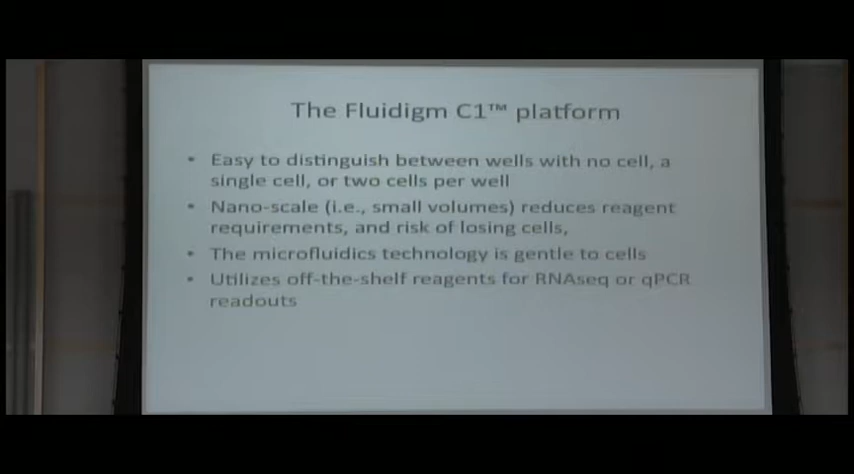 The Fluidigm C1™ platform
• Easy to distinguish between wells with no cell, a
single cell, or two cells per well
• Nano-scale (i.e., small volumes) reduces reagent
requirements, and risk of losing cells,
• The microfluidics technology is gentle to cells
• Utilizes off-the-shelf reagents for RNAseq or qPCR
readouts